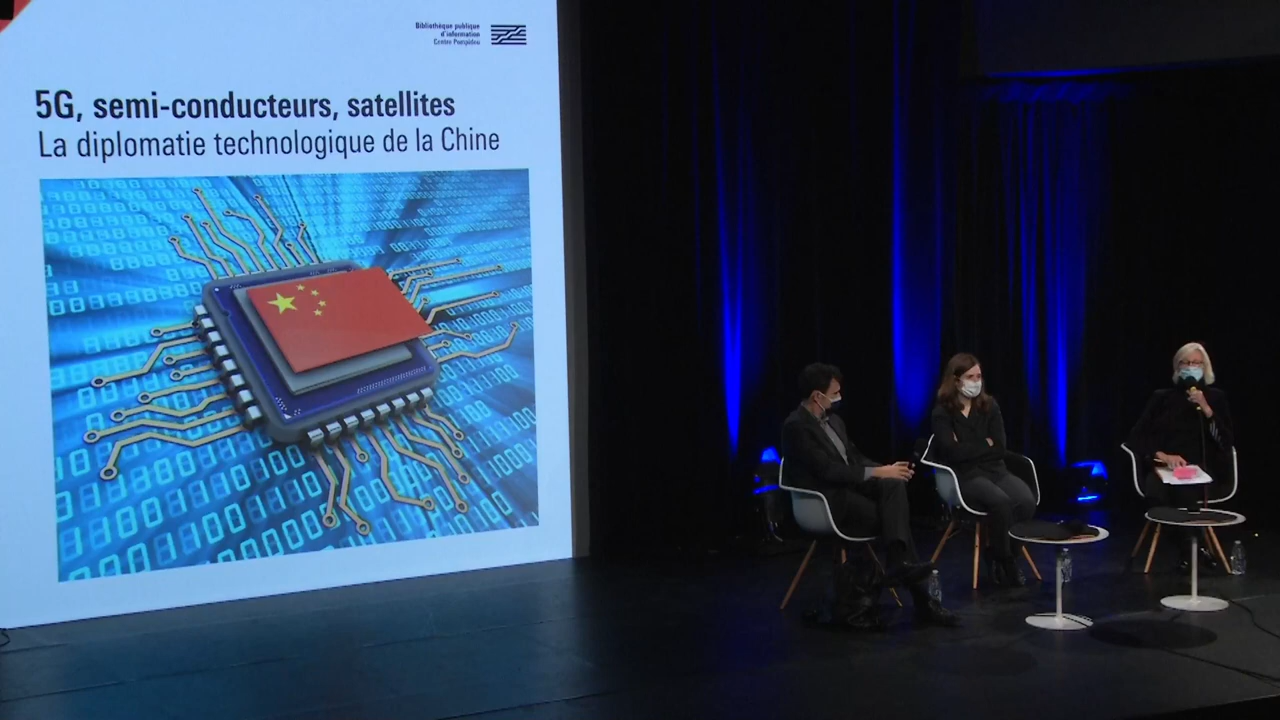 Bibliothèque publique
d'information
Centre Pompidou
5G, semi-conducteurs, satellites
La diplomatie technologique de la Chine